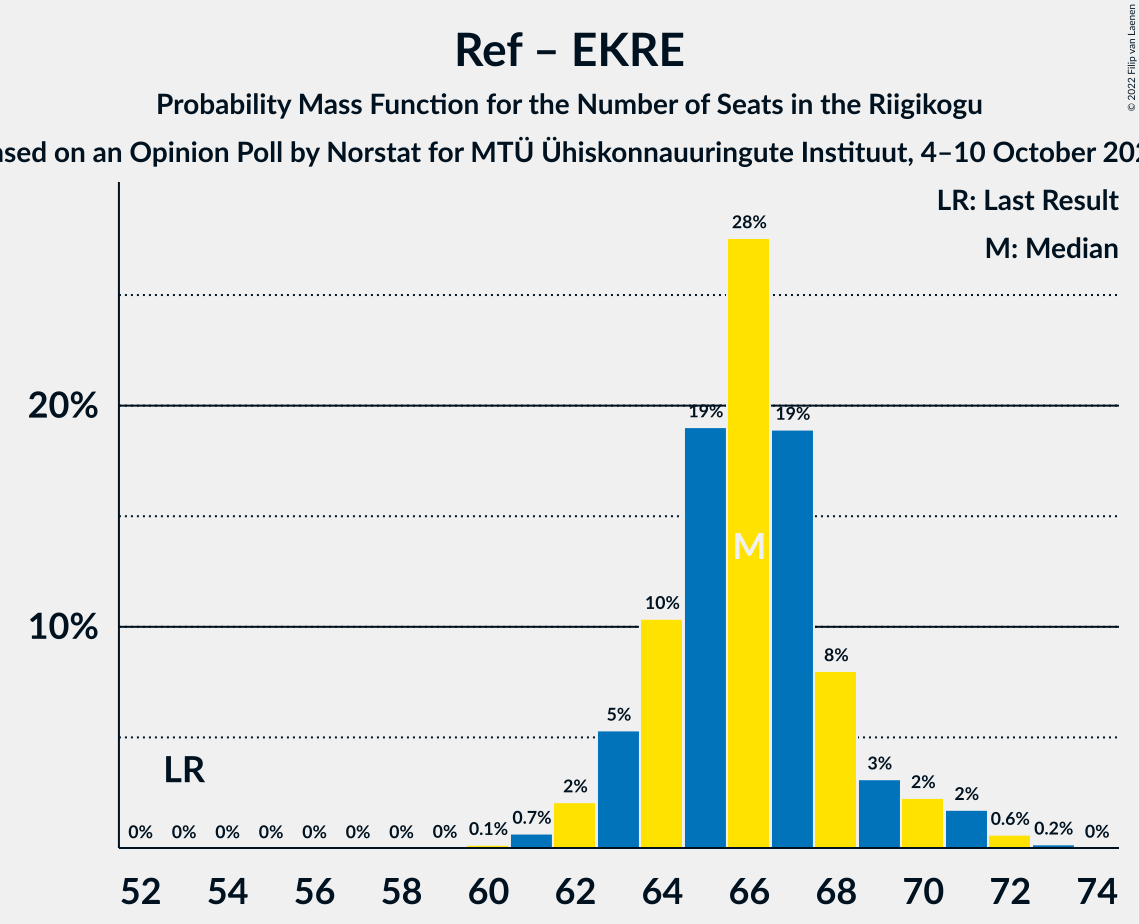 Ref – EKRE
Probability Mass Function for the Number of Seats in the Riigikogu
on an Opinion Poll by Norstat for MTÜ Ühiskonnauuringute Instituut, 4–10 October
© 2022 Filip van Laenen
LR: Last Result
M: Median
20%
10%
LR
M
0% 0% 0% 0% 0% 0% 0% 0% 0.1% 0.7% 2% 5% 10% 19% 28% 19% 8% 3% 2% 2% 0.6% 0.2% 0%
52 54 56 58 60 62 64 66 68 70 72 74